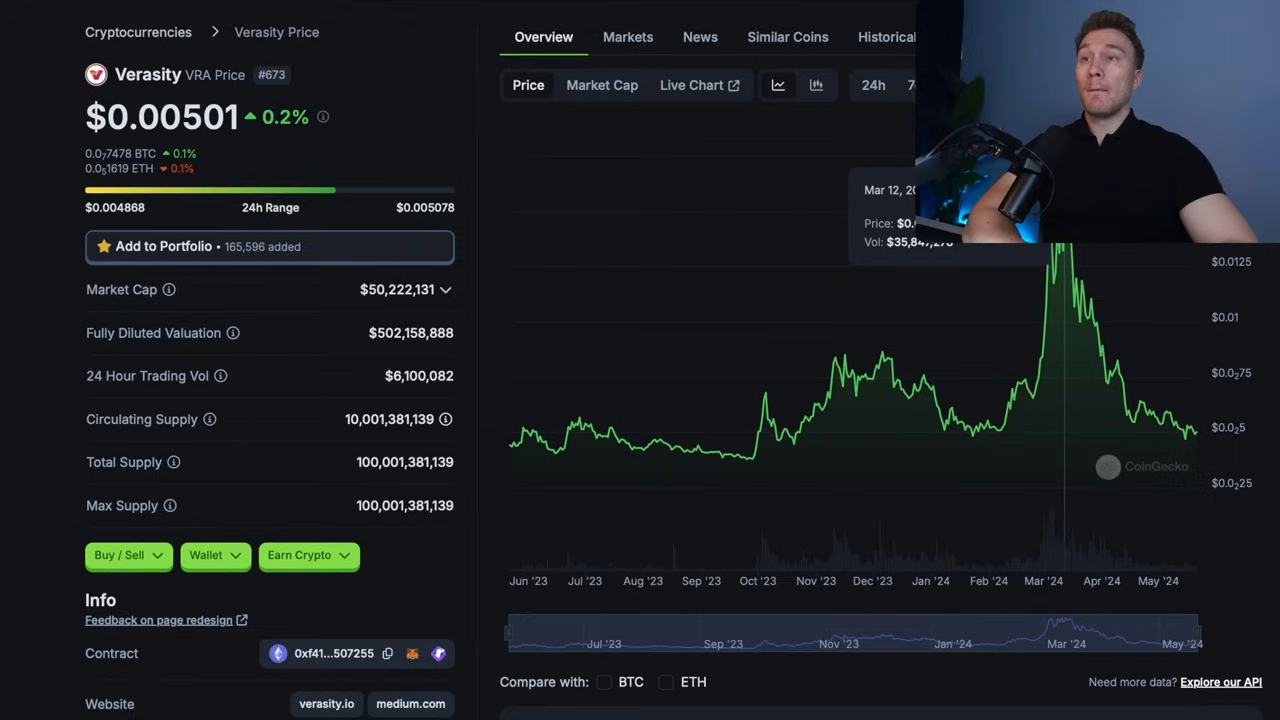 Cryptocurrencies > Verasity Price
Verasity VRA Price #673
$0.00501 0.2%
0.0₇7478 BTC 0.1%
0.0₅1619 ETH 0.1%
$0.004868 24h Range $0.005078
Add to Portfolio • 165,596 added
Market Cap $50,222,131
Fully Diluted Valuation $502,158,888
24 Hour Trading Vol $6,100,082
Circulating Supply 10,001,381,139
Total Supply 100,001,381,139
Max Supply 100,001,381,139
Buy / Sell Wallet Earn Crypto
Info
Feedback on page redesign
Contract 0xf41...507255
Website verasity.io medium.com
Overview Markets News Similar Coins Historical
Price Market Cap Live Chart 24h
Mar 12,
Price:
Vol:
$0.0125
$0.01
$0.0₂75
$0.0₂5
$0.0₂25
CoinGecko
Jun '23 Jul '23 Aug '23 Sep '23 Oct '23 Nov '23 Dec '23 Jan '24 Feb '24 Mar '24 Apr '24 May '24
Jul '23 Sep '23 Nov '23 Jan '24 Mar '24 May '24
Compare with: BTC ETH
Need more data? Explore our API